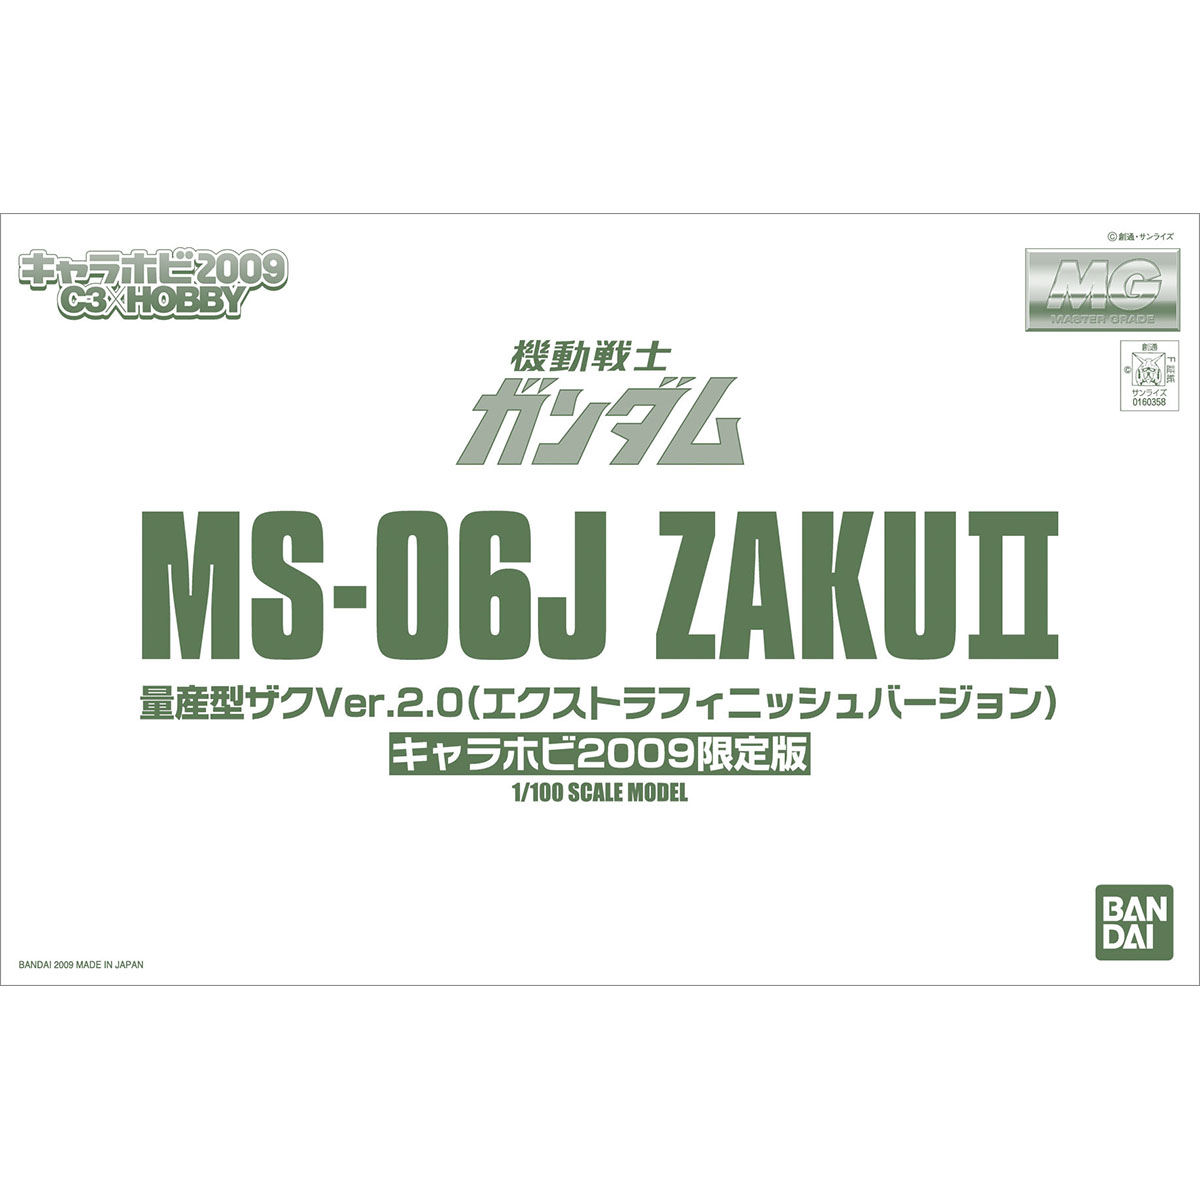 キャラホビ2009
C3×HOBBY
©創通・サンライズ
MG
MASTER GRADE
創通
©
サンライズ
0160358
機動戦士
ガンダム
MS-06J ZAKUII
量産型ザクVer.2.0(エクストラフィニッシュバージョン)
キャラホビ2009限定版
1/100 SCALE MODEL
BAN
DAI
BANDAI 2009 MADE IN JAPAN